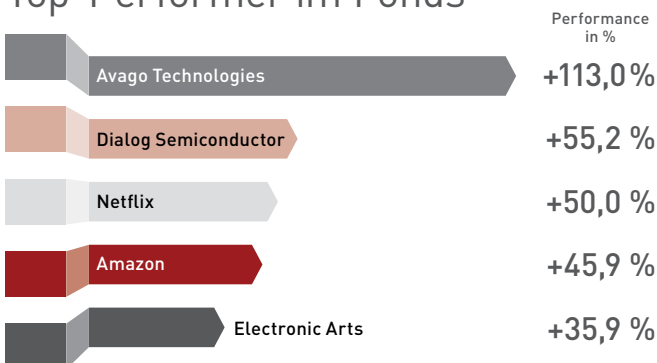 Top-Performer im Fonds
Performance
in %
Avago Technologies +113,0%
Dialog Semiconductor +55,2 %
Netflix +50,0 %
Amazon +45,9 %
Electronic Arts +35,9 %